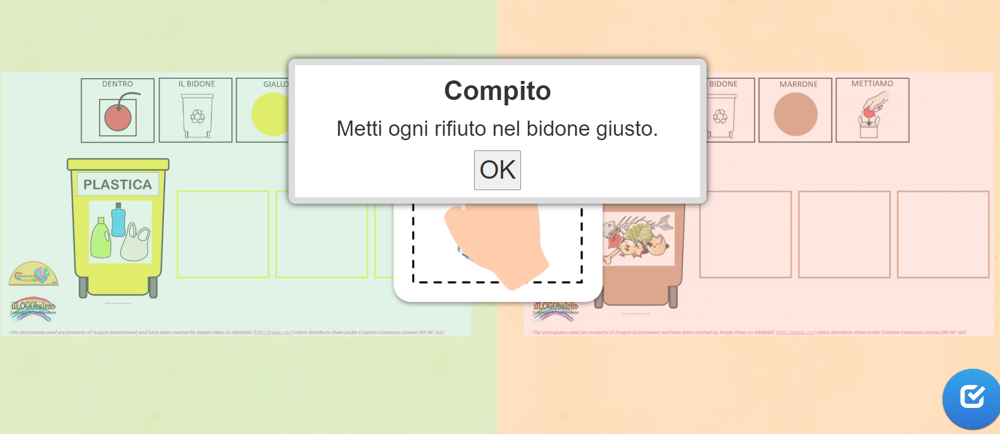 DENTRO
IL BIDONE
GIALLO
BIDONE
MARRONE
METTIAMO
Compito
Metti ogni rifiuto nel bidone giusto.
OK
PLASTICA
ilLOGObaleno
Linguaggio&Comunicazione
ilLOGObaleno
•The pictograms used are property of Aragon Government and have been created by Sergio Palao to ARASAAC (http://arasaac.org) which distribute them under Creative Commons License (BY-NC-SA)
•The pictograms used are property of Aragon Government and have been created by Sergio Palao to ARASAAC (http://arasaac.org) which distribute them under Creative Commons License (BY-NC-SA)